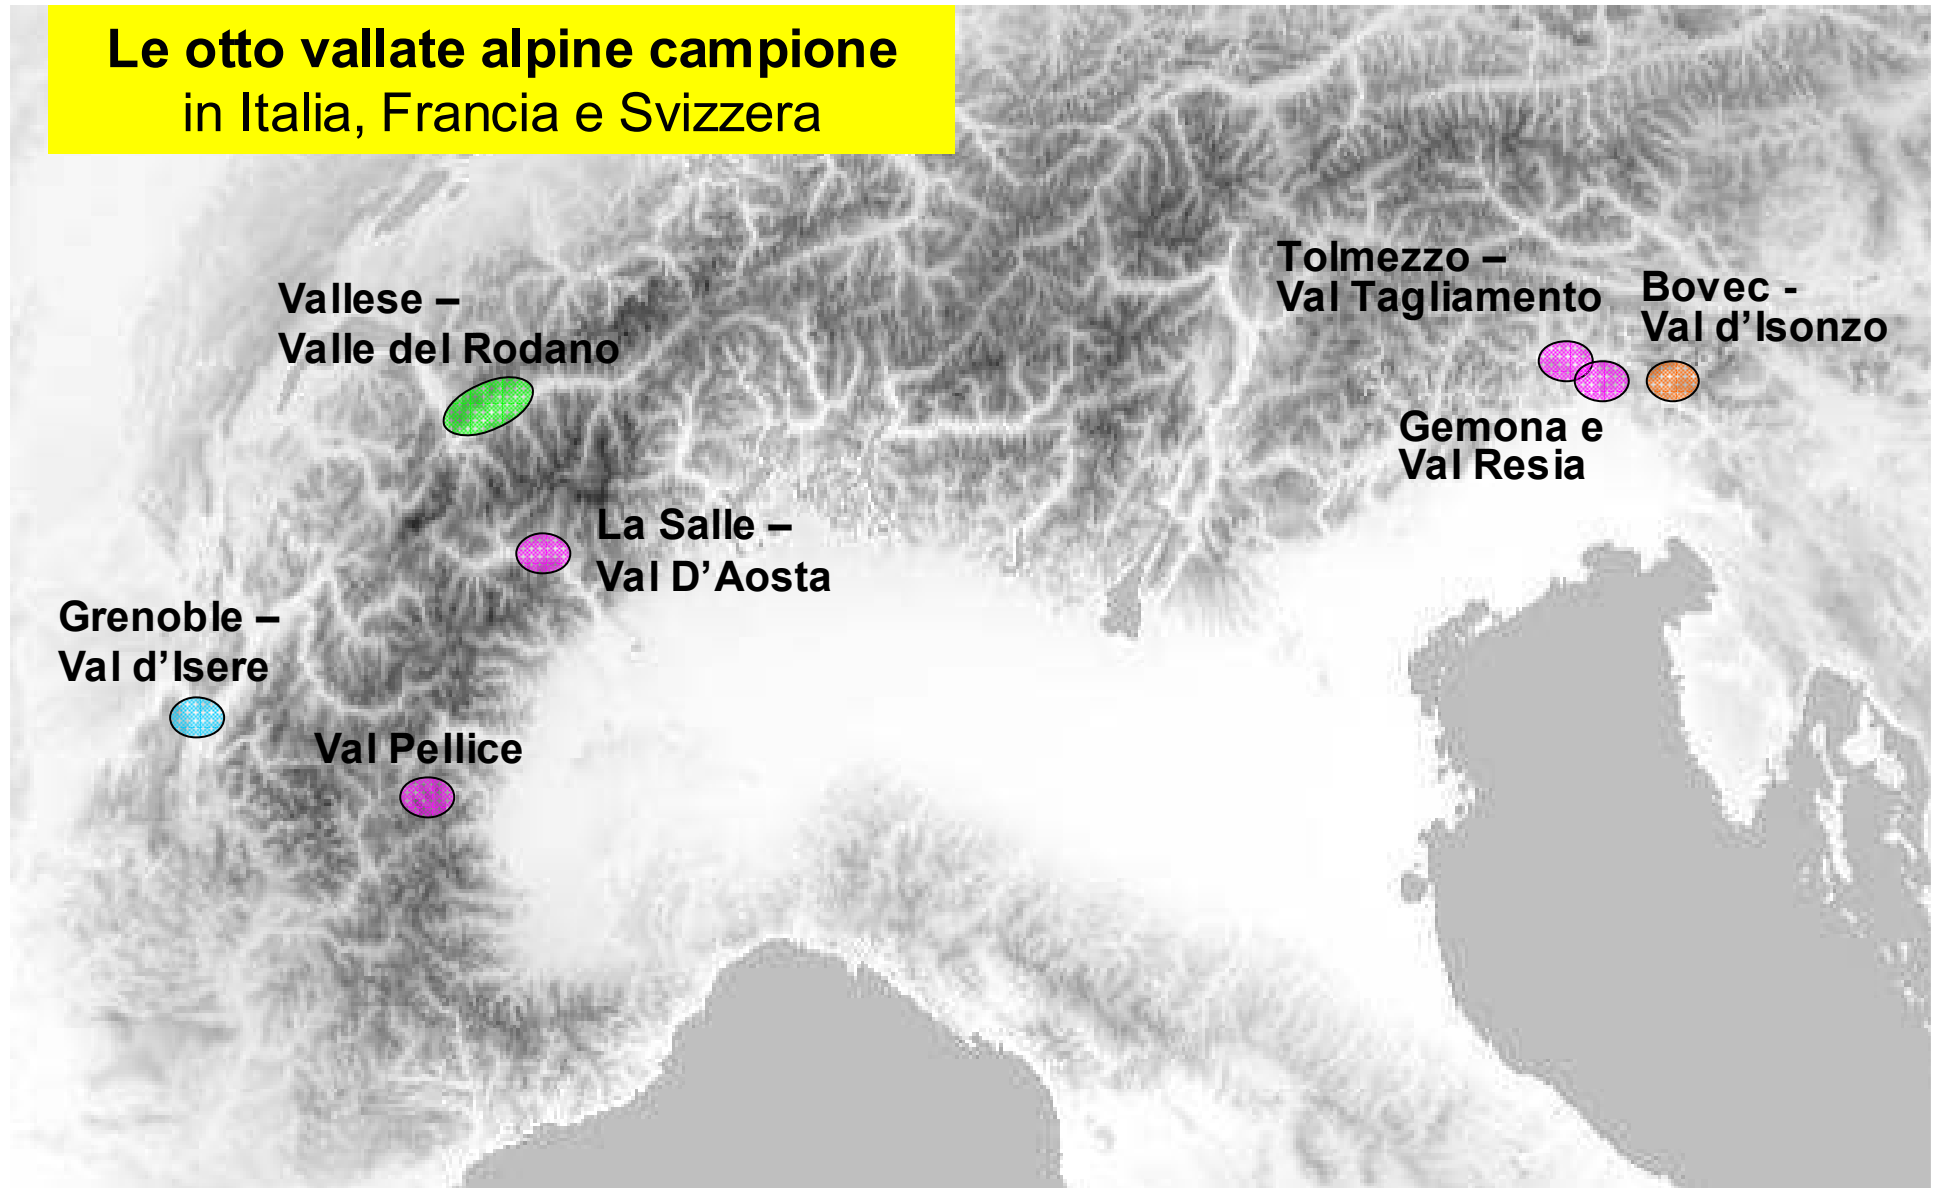 Le otto vallate alpine campione
in Italia, Francia e Svizzera
Tolmezzo –
Val Tagliamento
Bovec -
Val d’Isonzo
Vallese –
Valle del Rodano
Gemona e
Val Resia
La Salle –
Val D’Aosta
Grenoble –
Val d’Isere
Val Pellice